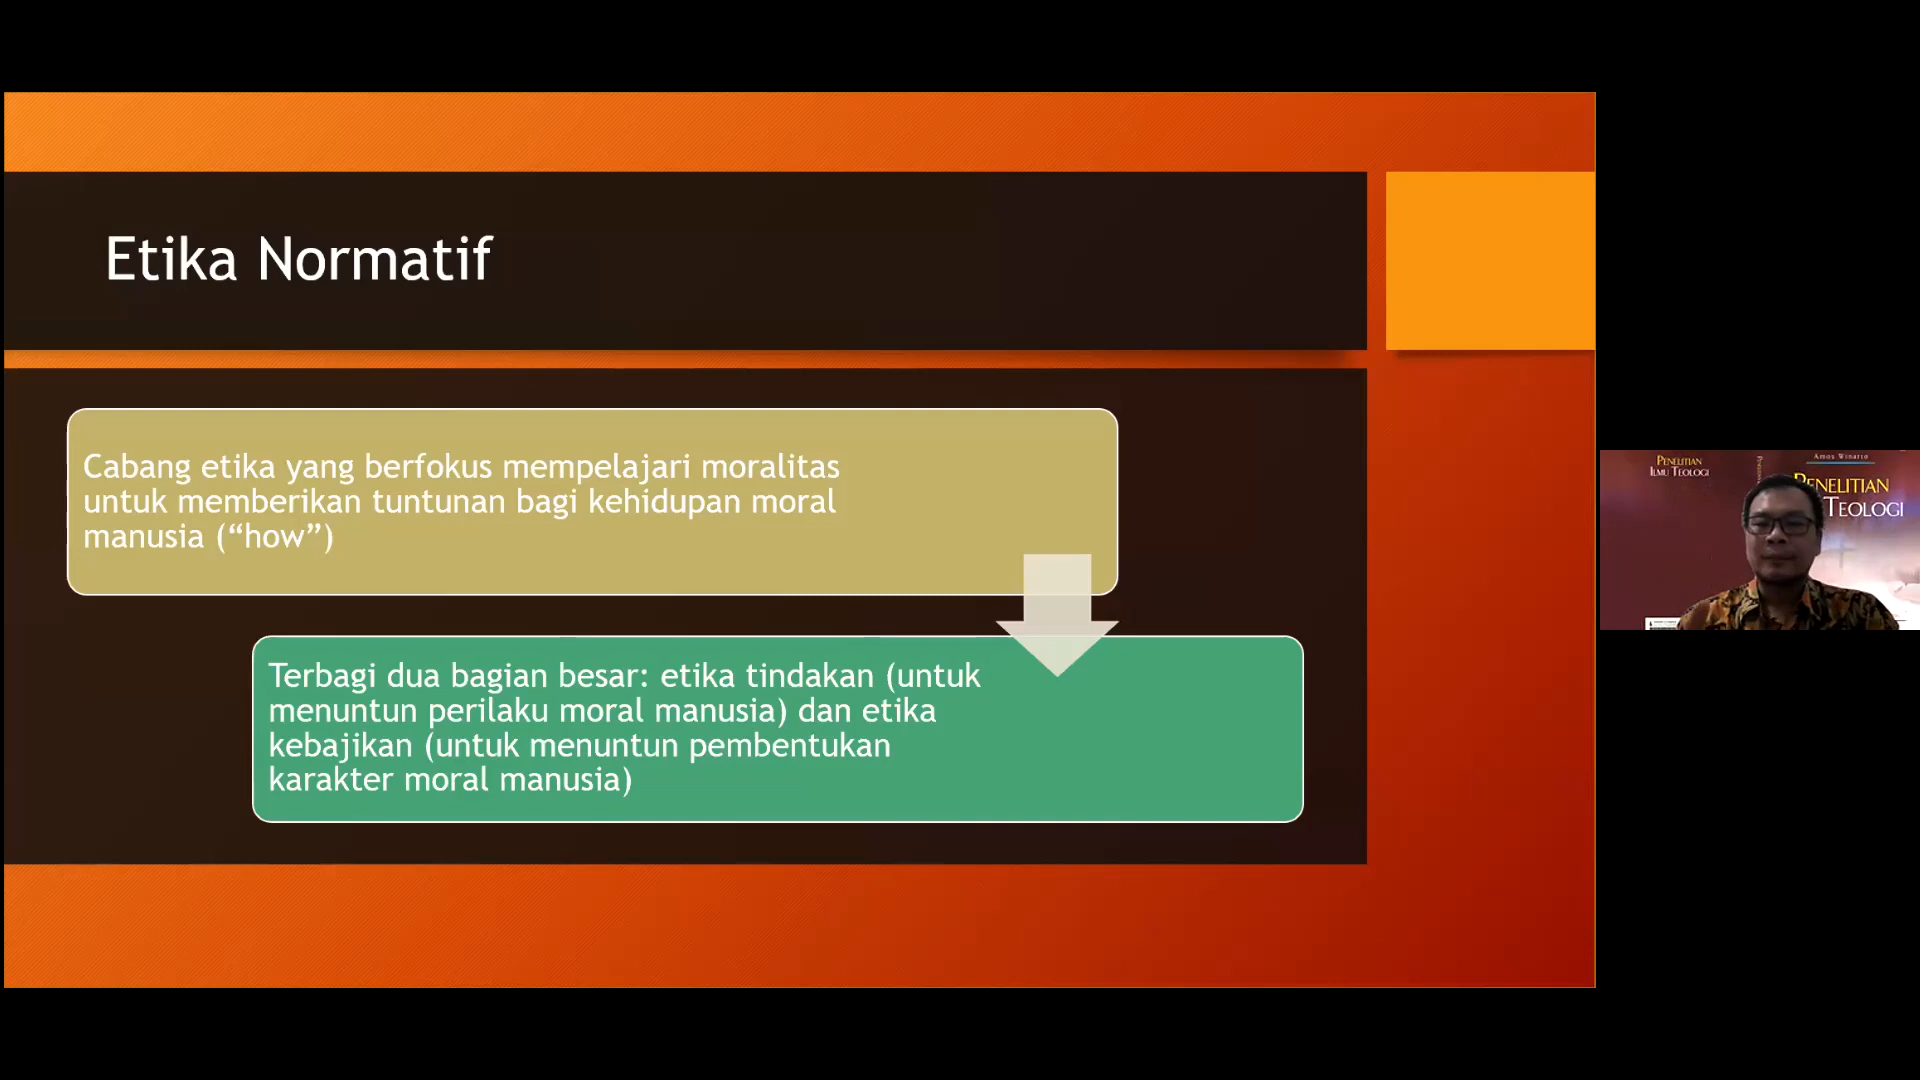 Etika Normatif
Cabang etika yang berfokus mempelajari moralitas
untuk memberikan tuntunan bagi kehidupan moral
manusia (“how”)
Terbagi dua bagian besar: etika tindakan (untuk
menuntun perilaku moral manusia) dan etika
kebajikan (untuk menuntun pembentukan
karakter moral manusia)
PENELITIAN
ILMU TEOLOGI
Amos Winarto
PENELITIAN
TEOLOGI